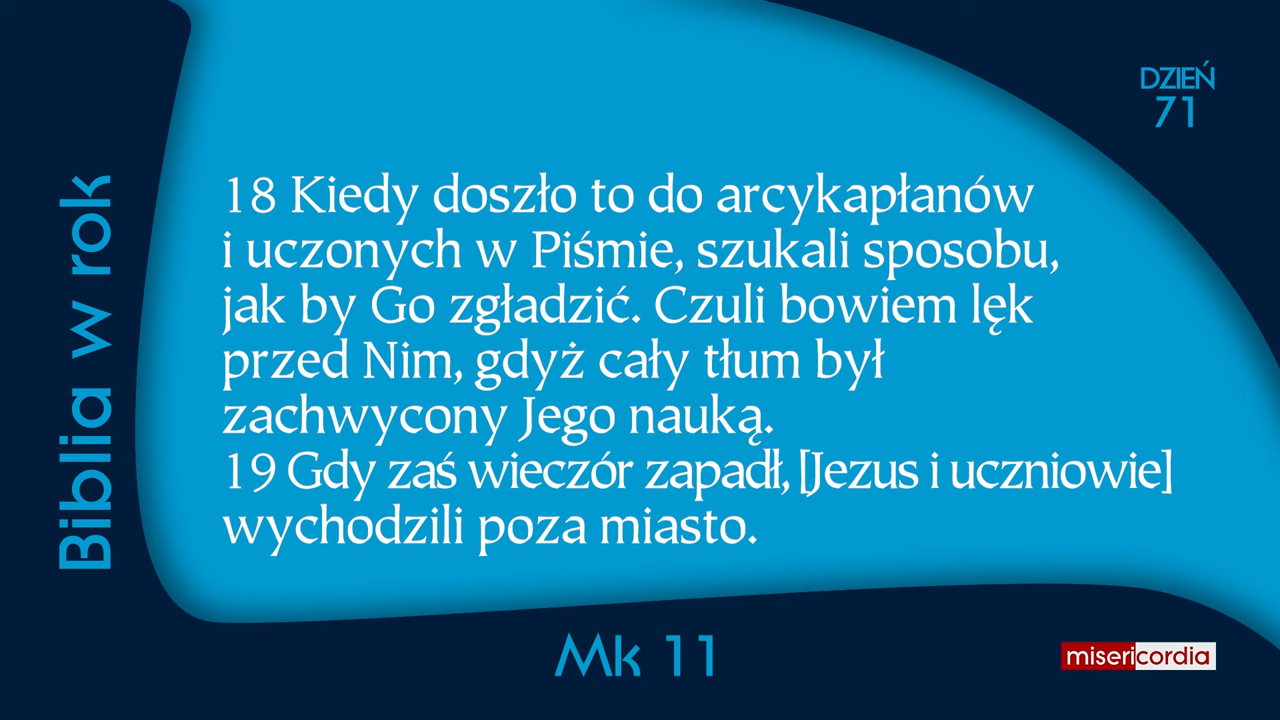 DZIEŃ
71
Biblia w rok
18 Kiedy doszło to do arcykapłanów
i uczonych w Piśmie, szukali sposobu,
jak by Go zgładzić. Czuli bowiem lęk
przed Nim, gdyż cały tłum był
zachwycony Jego nauką.
19 Gdy zaś wieczór zapadł, [Jezus i uczniowie]
wychodzili poza miasto.
Mk 11
misericordia